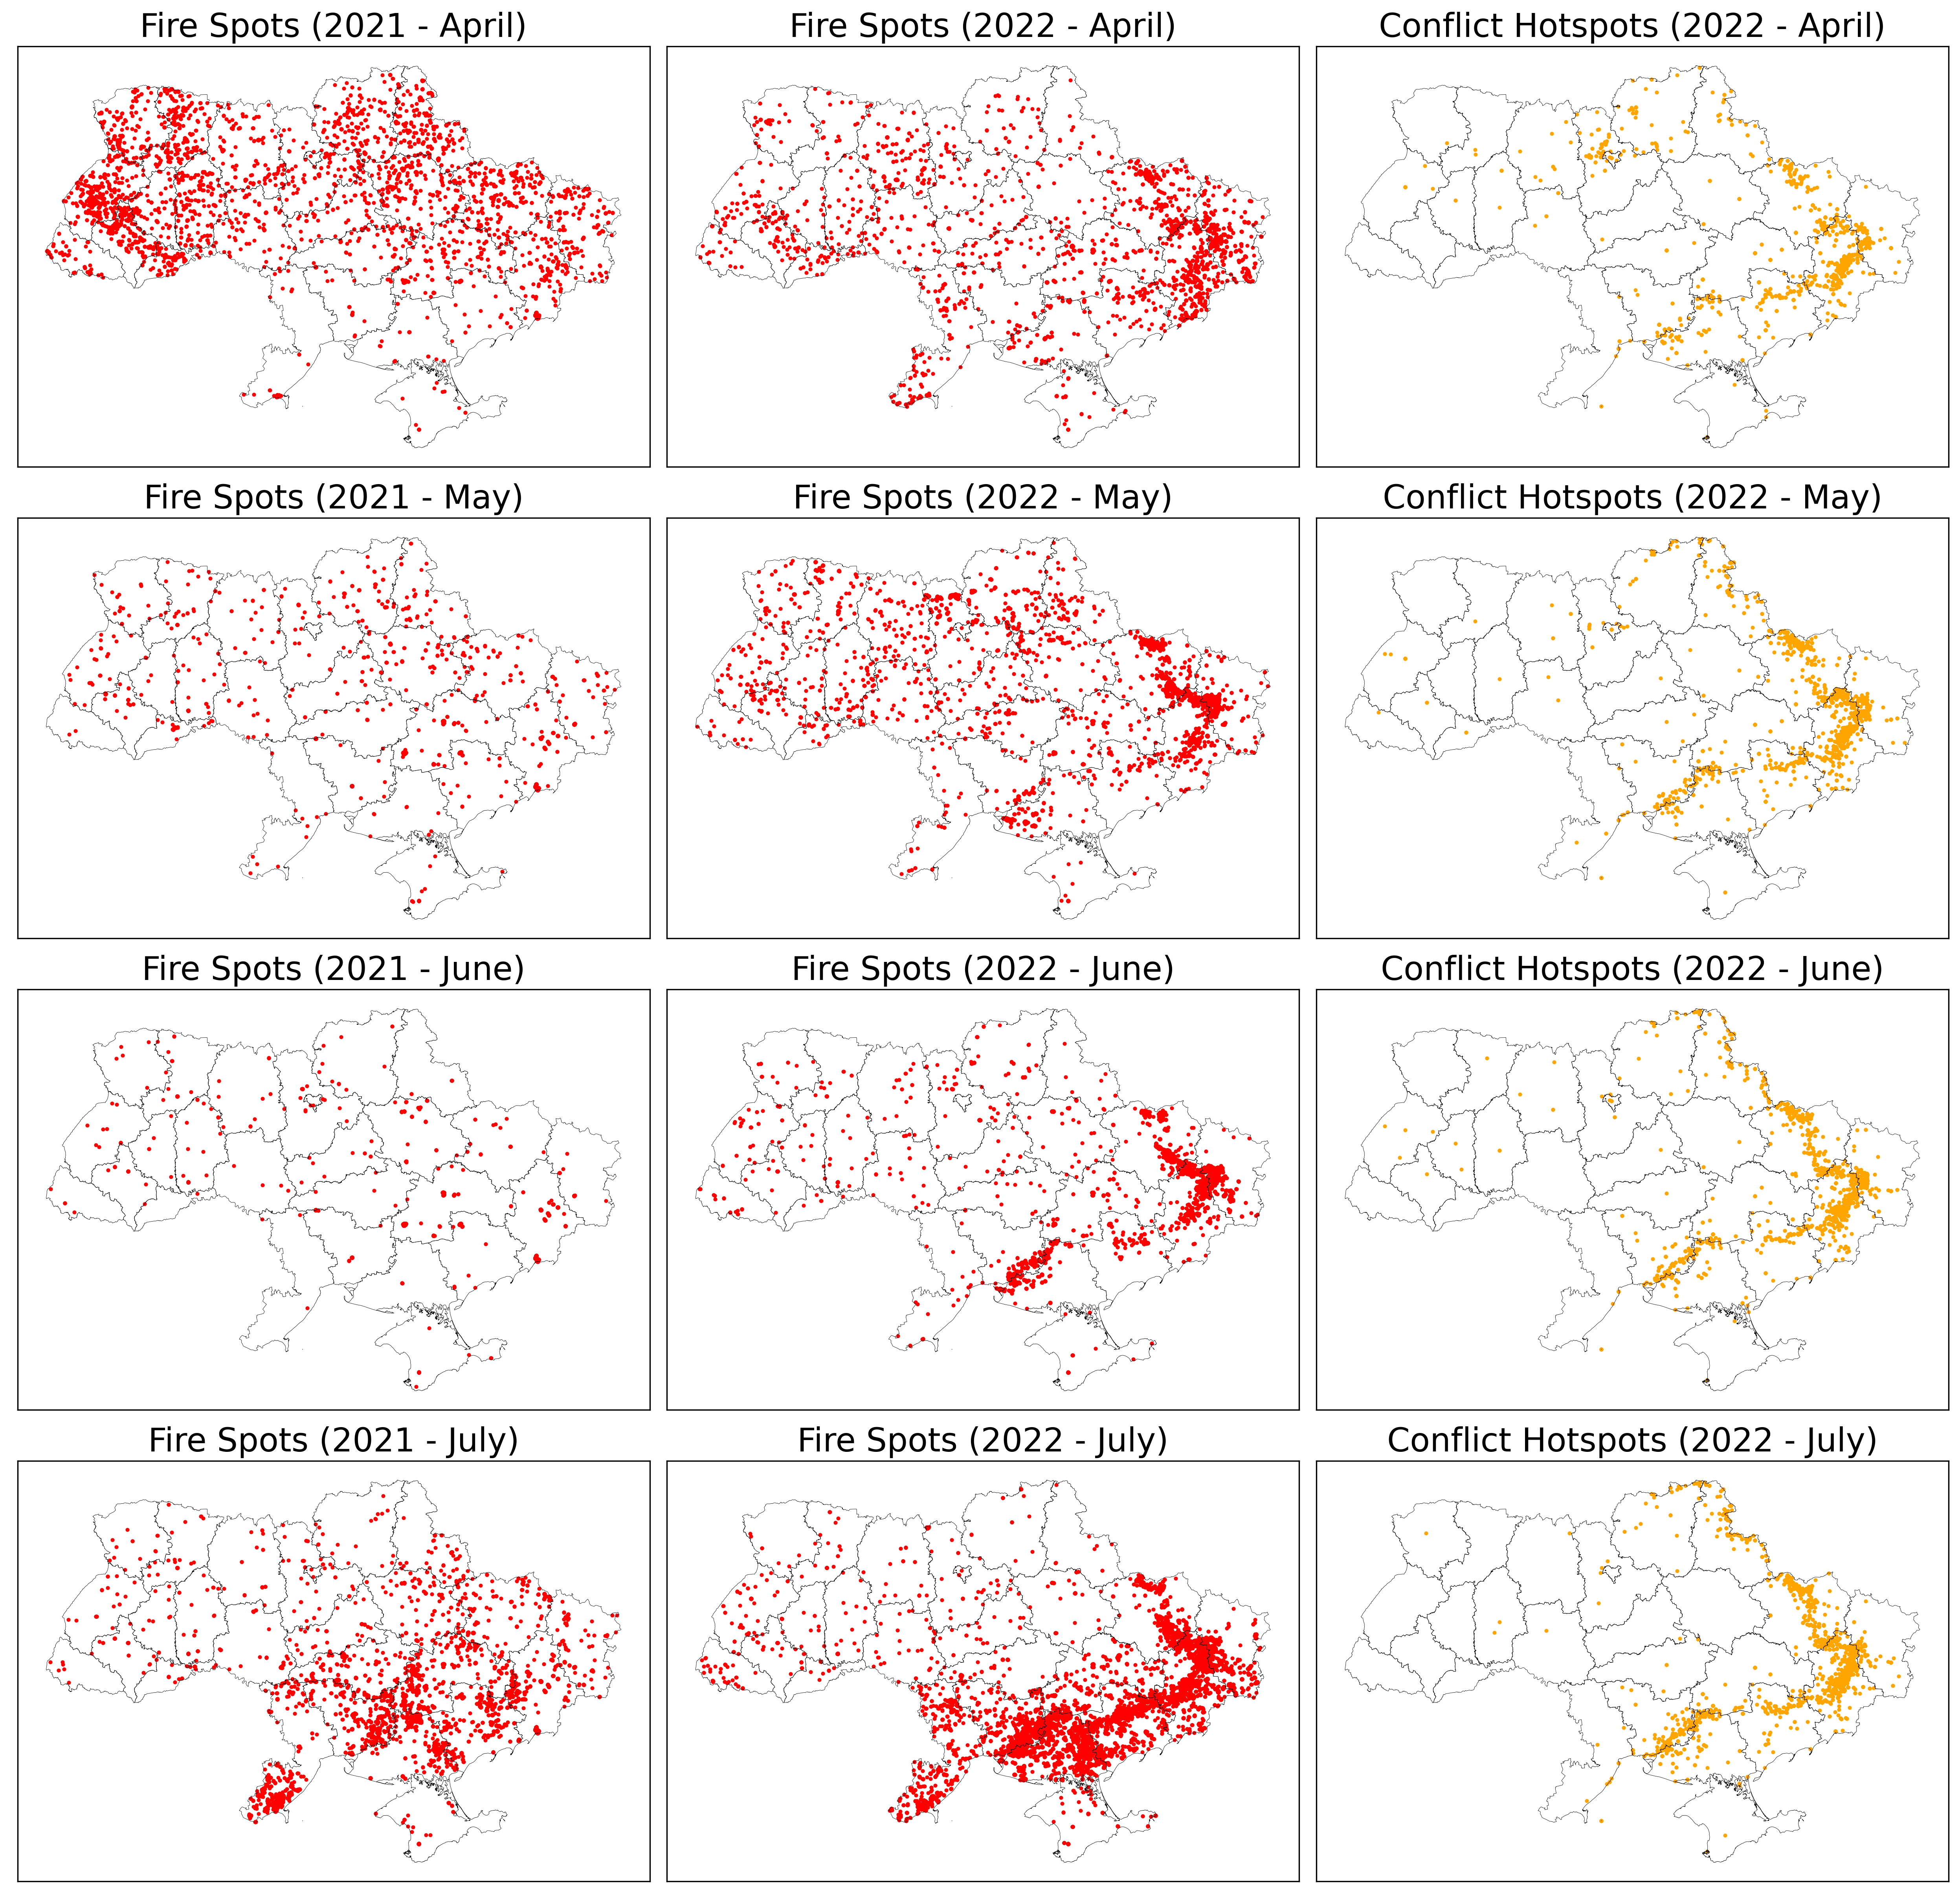 Fire Spots (2021 - April)
Fire Spots (2022 - April)
Conflict Hotspots (2022 - April)
Fire Spots (2021 - May)
Fire Spots (2022 - May)
Conflict Hotspots (2022 - May)
Fire Spots (2021 - June)
Fire Spots (2022 - June)
Conflict Hotspots (2022 - June)
Fire Spots (2021 - July)
Fire Spots (2022 - July)
Conflict Hotspots (2022 - July)